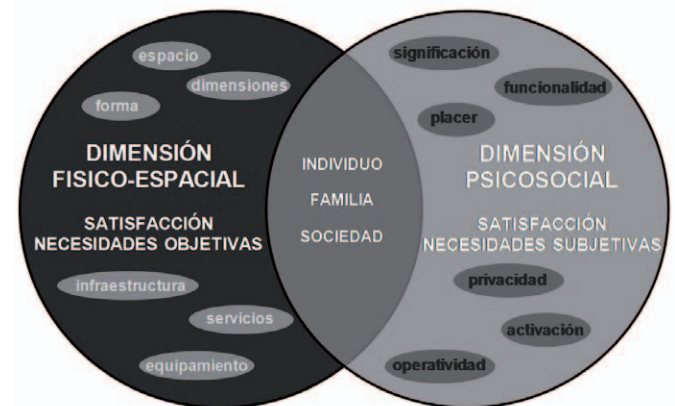 espacio
dimensiones
forma
DIMENSIÓN
FISICO-ESPACIAL
SATISFACCIÓN
NECESIDADES OBJETIVAS
infraestructura
servicios
equipamiento
INDIVIDUO
FAMILIA
SOCIEDAD
significación
funcionalidad
placer
DIMENSIÓN
PSICOSOCIAL
SATISFACCIÓN
NECESIDADES SUBJETIVAS
privacidad
activación
operatividad